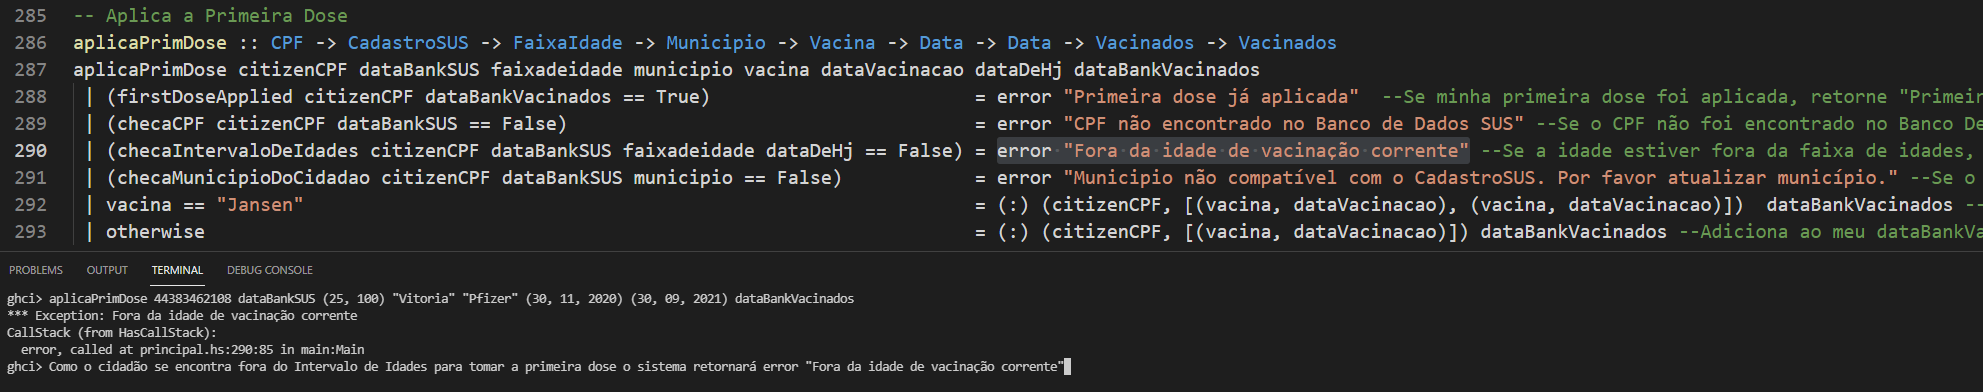 285 -- Aplica a Primeira Dose
286 aplicaPrimDose :: CPF -> CadastroSUS -> FaixaIdade -> Municipio -> Vacina -> Data -> Data -> Vacinados -> Vacinados
287 aplicaPrimDose citizenCPF dataBankSUS faixadeidade municipio vacina dataVacinacao dataDeHj dataBankVacinados
288 | (firstDoseApplied citizenCPF dataBankVacinados == True) = error "Primeira dose já aplicada" --Se minha primeira dose foi aplicada, retorne "Primeir
289 | (checaCPF citizenCPF dataBankSUS == False) = error "CPF não encontrado no Banco de Dados SUS" --Se o CPF não foi encontrado no Banco De
290 | (checaIntervaloDeIdades citizenCPF dataBankSUS faixadeidade dataDeHj == False) = error "Fora da idade de vacinação corrente" --Se a idade estiver fora da faixa de idades,
291 | (checaMunicipioDoCidadao citizenCPF dataBankSUS municipio == False) = error "Municipio não compatível com o CadastroSUS. Por favor atualizar município." --Se o
292 | vacina == "Jansen" = (:) (citizenCPF, [(vacina, dataVacinacao), (vacina, dataVacinacao)]) dataBankVacinados --
293 | otherwise = (:) (citizenCPF, [(vacina, dataVacinacao)]) dataBankVacinados --Adiciona ao meu dataBankVa
PROBLEMS OUTPUT TERMINAL DEBUG CONSOLE
ghci> aplicaPrimDose 44383462108 dataBankSUS (25, 100) "Vitoria" "Pfizer" (30, 11, 2020) (30, 09, 2021) dataBankVacinados
*** Exception: Fora da idade de vacinação corrente
CallStack (from HasCallStack):
error, called at principal.hs:290:85 in main:Main
ghci> Como o cidadão se encontra fora do Intervalo de Idades para tomar a primeira dose o sistema retornará error "Fora da idade de vacinação corrente"